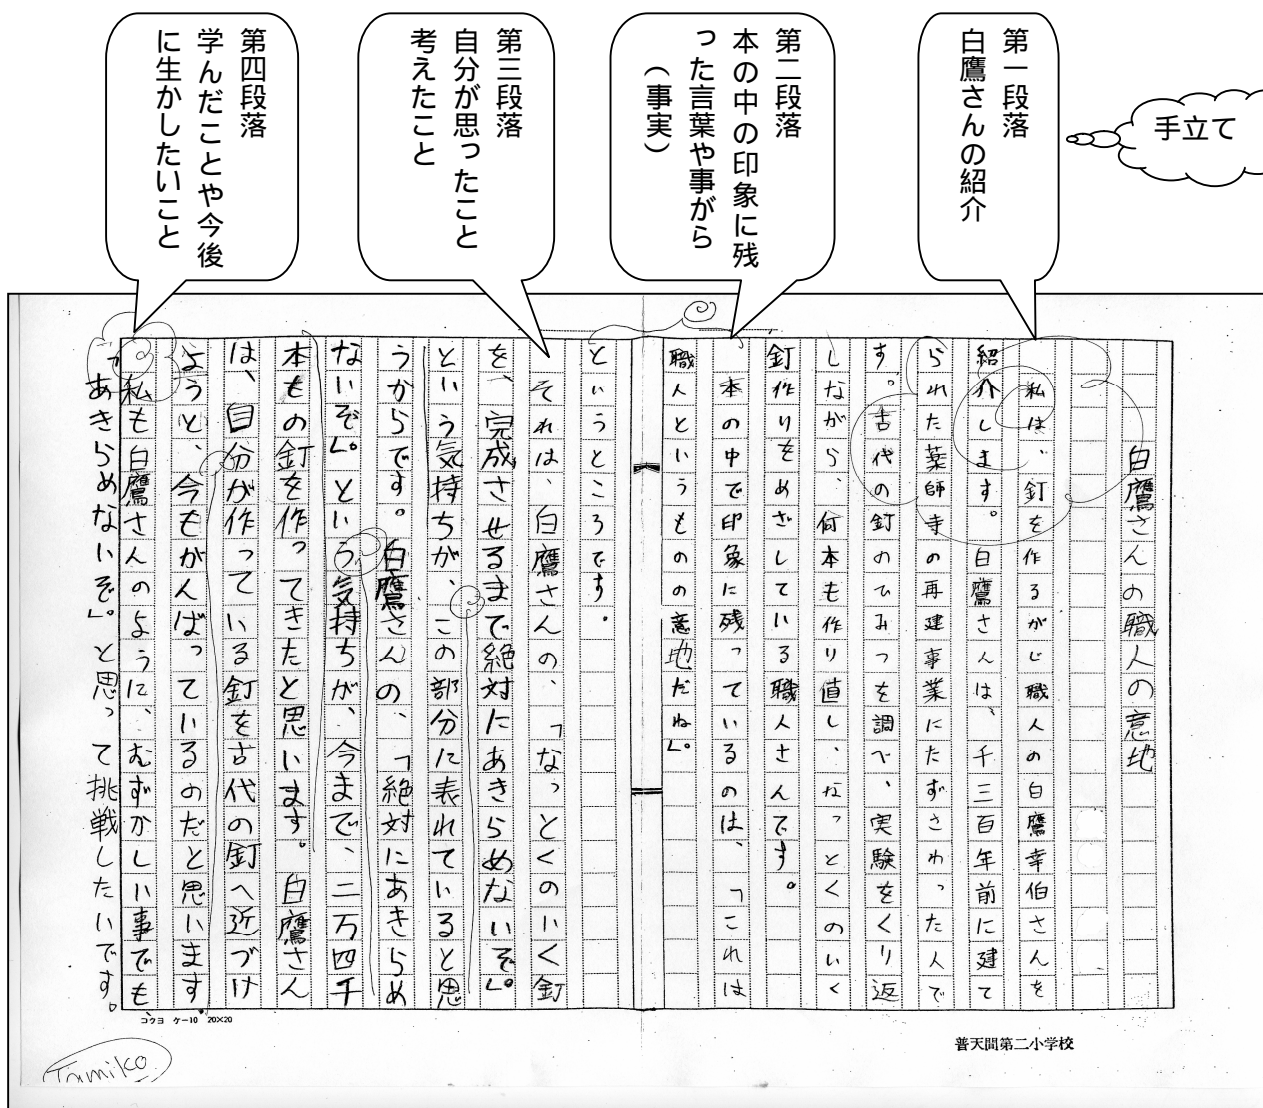 手立て
第一段落
白鷹さんの紹介
第二段落
本の中の印象に残
った言葉や事がら
（事実）
第三段落
自分が思ったこと
考えたこと
第四段落
学んだことや今後
に生かしたいこと
白鷹さんの職人の意地
私は、釘を作るがじ職人の白鷹幸伯さんを
紹介します。白鷹さんは、千三百年前に建て
られた薬師寺の再建事業にたずさわった人で
す。古代の釘のひみつを調べ、実験をくり返
しながら、何本も作り直し、なっとくのいく
釘作りをめざしている職人さんです。
本の中で印象に残っているのは、「これは
職人というものの意地だね」。
というところです。
それは、白鷹さんの、「なっとくのいく釘
を、完成させるまで絶対にあきらめないぞ」。
という気持ちが、この部分に表れていると思
うからです。白鷹さんの、「絶対にあきらめ
ないぞ」。という気持ちが、今まで、二万四千
本もの釘を作ってきたと思います。白鷹さん
は、自分が作っている釘を古代の釘へ近づけ
ようと、今もがんばっているのだと思います
。私も白鷹さんのように、むずかしい事でも
「あきらめないぞ」。と思って挑戦したいです。
コクヨ ケー10 20×20
普天間第二小学校
Tamiko